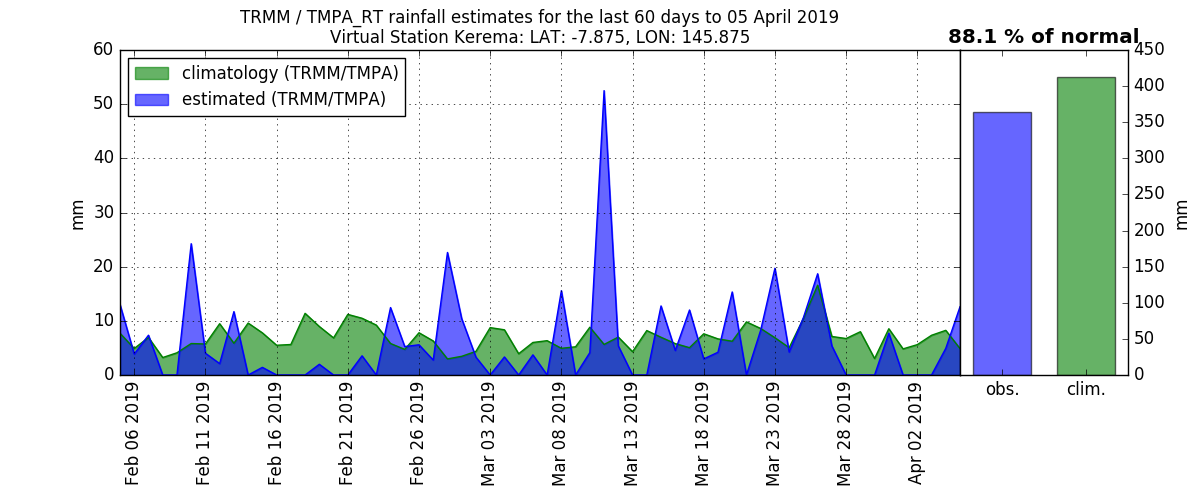 TRMM / TMPA_RT rainfall estimates for the last 60 days to 05 April 2019
Virtual Station Kerema: LAT: -7.875, LON: 145.875
88.1 % of normal
climatology (TRMM/TMPA)
estimated (TRMM/TMPA)
mm
60
50
40
30
20
10
0
Feb 06 2019
Feb 11 2019
Feb 16 2019
Feb 21 2019
Feb 26 2019
Mar 03 2019
Mar 08 2019
Mar 13 2019
Mar 18 2019
Mar 23 2019
Mar 28 2019
Apr 02 2019
450
400
350
300
250
200
150
100
50
0
mm
obs.
clim.